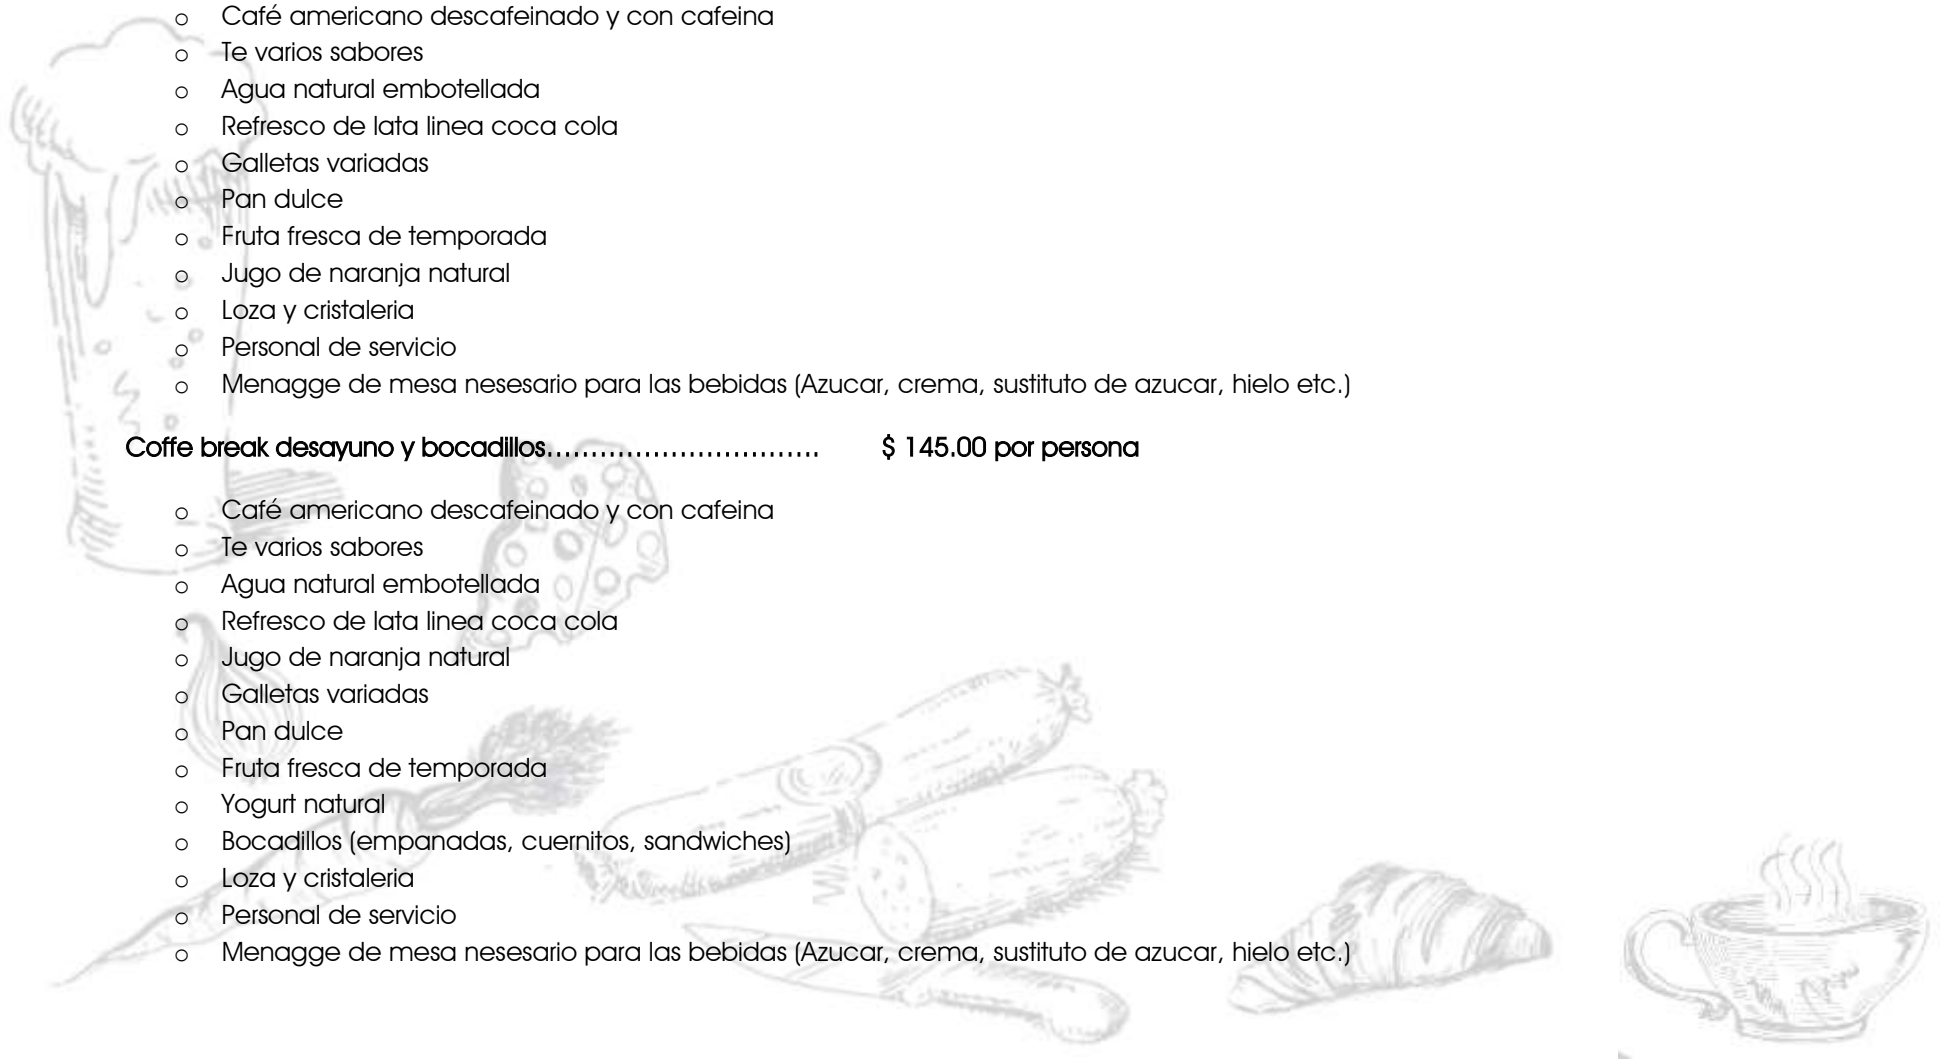 o Café americano descafeinado y con cafeina
o Te varios sabores
o Agua natural embotellada
o Refresco de lata linea coca cola
o Galletas variadas
o Pan dulce
o Fruta fresca de temporada
o Jugo de naranja natural
o Loza y cristaleria
o Personal de servicio
o Menagge de mesa nesesario para las bebidas (Azucar, crema, sustituto de azucar, hielo etc.)
Coffe break desayuno y bocadillos............................... $ 145.00 por persona
o Café americano descafeinado y con cafeina
o Te varios sabores
o Agua natural embotellada
o Refresco de lata linea coca cola
o Jugo de naranja natural
o Galletas variadas
o Pan dulce
o Fruta fresca de temporada
o Yogurt natural
o Bocadillos (empanadas, cuernitos, sandwiches)
o Loza y cristaleria
o Personal de servicio
o Menagge de mesa nesesario para las bebidas (Azucar, crema, sustituto de azucar, hielo etc.)